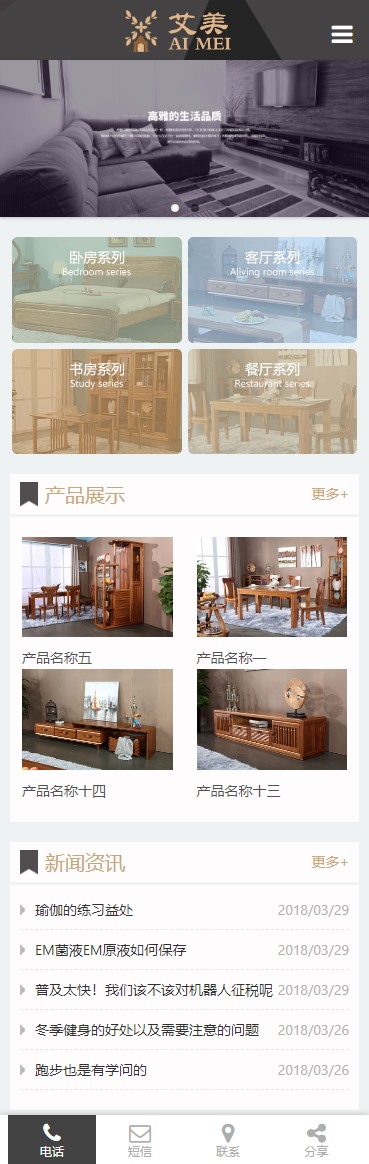 艾美
AI MEI
高雅的生活品质
卧房系列
Bedroom series
客厅系列
Aliving room series
书房系列
Study series
餐厅系列
Restaurant series
产品展示
更多+
产品名称五
产品名称一
产品名称十四
产品名称十三
新闻资讯
更多+
瑜伽的练习益处 2018/03/29
EM菌液EM原液如何保存 2018/03/29
普及太快！我们该不该对机器人征税呢 2018/03/29
冬季健身的好处以及需要注意的问题 2018/03/26
跑步也是有学问的 2018/03/26
电话
短信
联系
分享